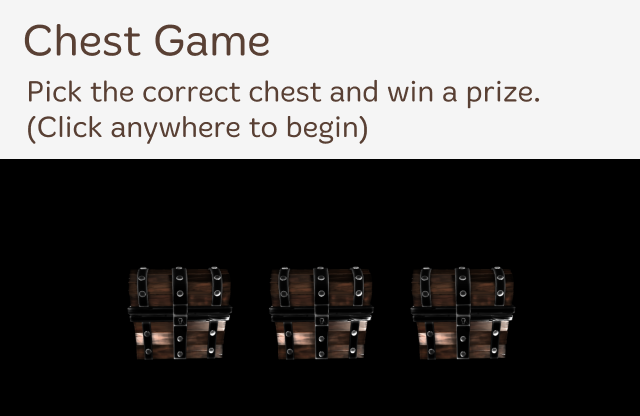 Chest Game
Pick the correct chest and win a prize.
(Click anywhere to begin)